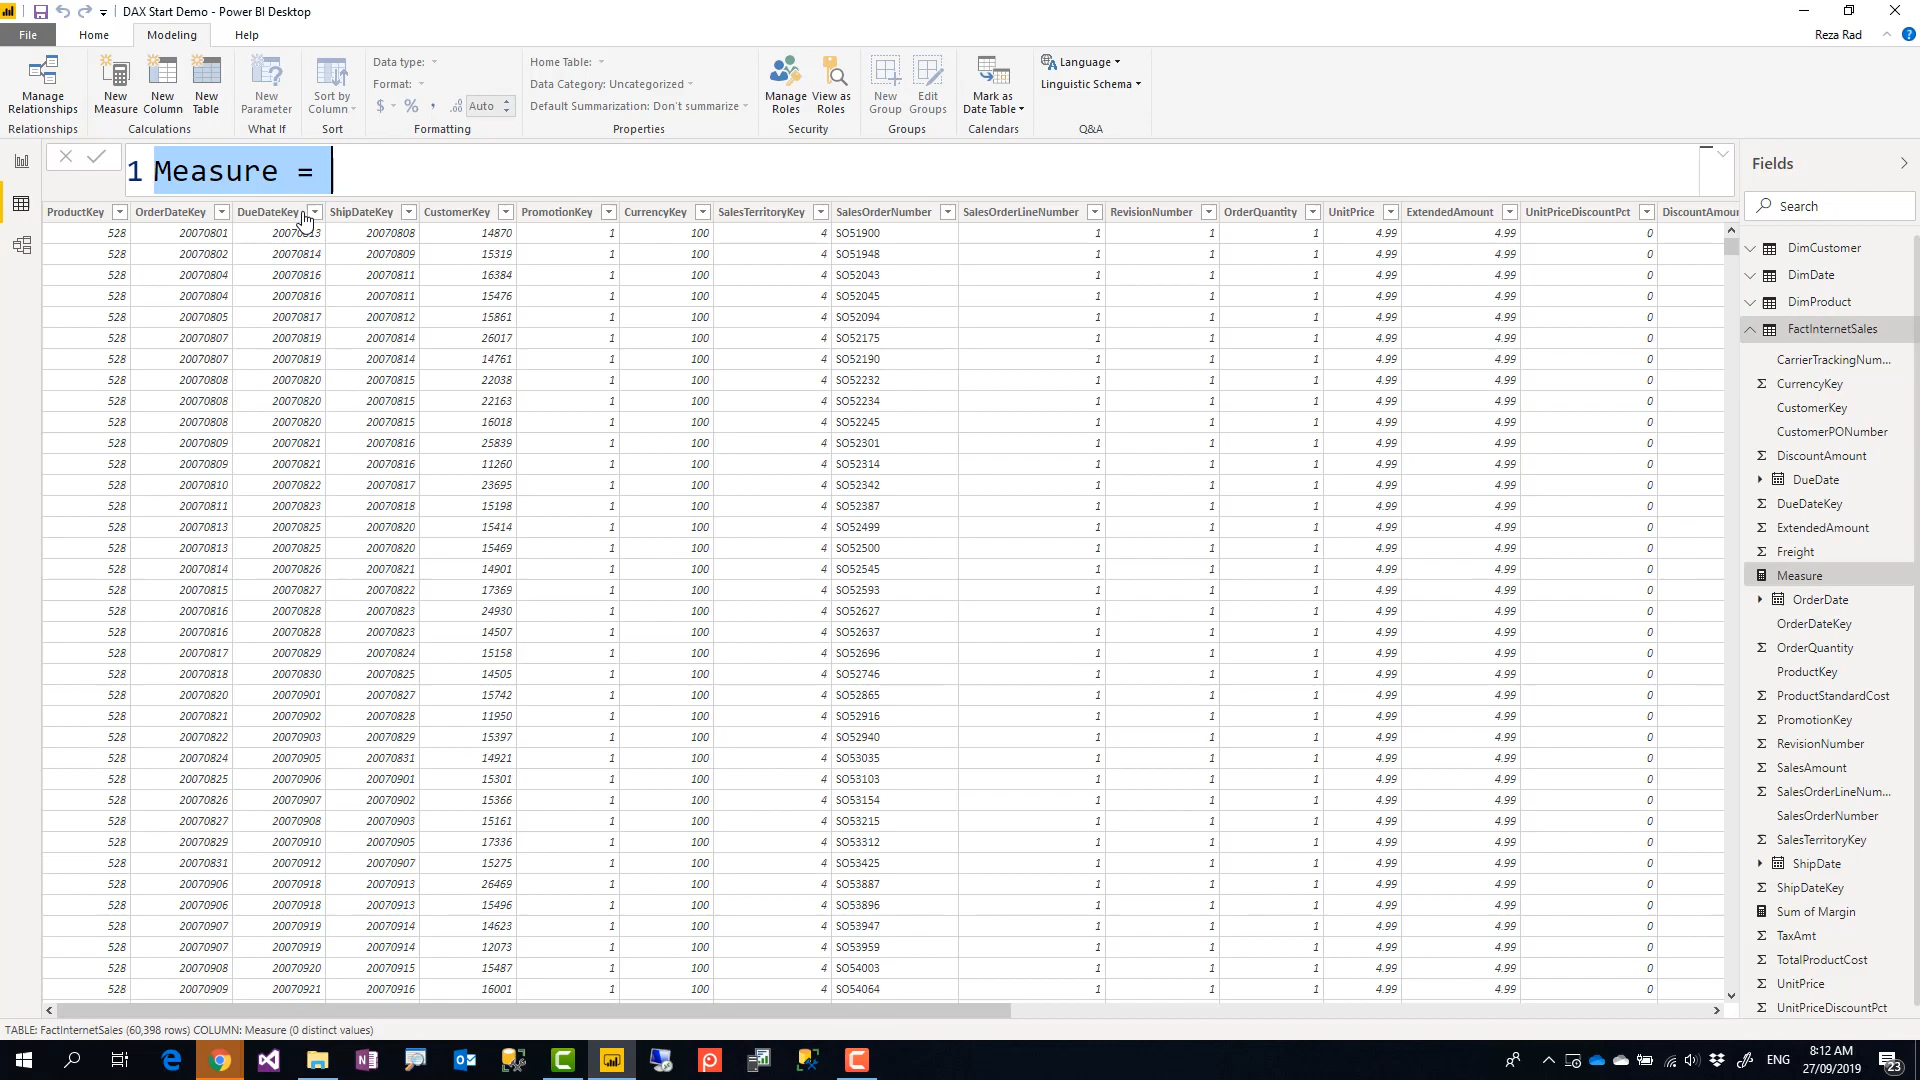 DAX Start Demo - Power BI Desktop
File Home Modeling Help
Reza Rad
Manage Relationships
Relationships
New Measure
New Column
New Table
Calculations
New Parameter
What If
Sort by Column
Sort
Data type:
Format:
$ % , .00 Auto
Formatting
Home Table:
Data Category: Uncategorized
Default Summarization: Don't summarize
Properties
Manage Roles
View as Roles
Security
New Group
Edit Groups
Groups
Mark as Date Table
Calendars
Language
Linguistic Schema
Q&A
1 Measure =
ProductKey OrderDateKey DueDateKey ShipDateKey CustomerKey PromotionKey CurrencyKey SalesTerritoryKey SalesOrderNumber SalesOrderLineNumber RevisionNumber OrderQuantity UnitPrice ExtendedAmount UnitPriceDiscountPct DiscountAmou
528 20070801 20070813 20070808 14870 1 100 4 SO51900 1 1 1 4.99 4.99 0
528 20070802 20070814 20070809 15319 1 100 4 SO51948 1 1 1 4.99 4.99 0
528 20070804 20070816 20070811 16384 1 100 4 SO52043 1 1 1 4.99 4.99 0
528 20070804 20070816 20070811 15476 1 100 4 SO52045 1 1 1 4.99 4.99 0
528 20070805 20070817 20070812 15861 1 100 4 SO52094 1 1 1 4.99 4.99 0
528 20070807 20070819 20070814 26017 1 100 4 SO52175 1 1 1 4.99 4.99 0
528 20070807 20070819 20070814 14761 1 100 4 SO52190 1 1 1 4.99 4.99 0
528 20070808 20070820 20070815 22038 1 100 4 SO52232 1 1 1 4.99 4.99 0
528 20070808 20070820 20070815 22163 1 100 4 SO52234 1 1 1 4.99 4.99 0
528 20070808 20070820 20070815 16018 1 100 4 SO52245 1 1 1 4.99 4.99 0
528 20070809 20070821 20070816 25839 1 100 4 SO52301 1 1 1 4.99 4.99 0
528 20070809 20070821 20070816 11260 1 100 4 SO52314 1 1 1 4.99 4.99 0
528 20070810 20070822 20070817 23695 1 100 4 SO52342 1 1 1 4.99 4.99 0
528 20070811 20070823 20070818 15198 1 100 4 SO52387 1 1 1 4.99 4.99 0
528 20070813 20070825 20070820 15414 1 100 4 SO52499 1 1 1 4.99 4.99 0
528 20070813 20070825 20070820 15469 1 100 4 SO52500 1 1 1 4.99 4.99 0
528 20070814 20070826 20070821 14901 1 100 4 SO52545 1 1 1 4.99 4.99 0
528 20070815 20070827 20070822 17369 1 100 4 SO52593 1 1 1 4.99 4.99 0
528 20070816 20070828 20070823 24930 1 100 4 SO52627 1 1 1 4.99 4.99 0
528 20070816 20070828 20070823 14507 1 100 4 SO52637 1 1 1 4.99 4.99 0
528 20070817 20070829 20070824 15158 1 100 4 SO52696 1 1 1 4.99 4.99 0
528 20070818 20070830 20070825 14505 1 100 4 SO52746 1 1 1 4.99 4.99 0
528 20070820 20070901 20070827 15742 1 100 4 SO52865 1 1 1 4.99 4.99 0
528 20070821 20070902 20070828 11950 1 100 4 SO52916 1 1 1 4.99 4.99 0
528 20070822 20070903 20070829 15397 1 100 4 SO52940 1 1 1 4.99 4.99 0
528 20070824 20070905 20070831 14921 1 100 4 SO53035 1 1 1 4.99 4.99 0
528 20070825 20070906 20070901 15301 1 100 4 SO53103 1 1 1 4.99 4.99 0
528 20070826 20070907 20070902 15366 1 100 4 SO53154 1 1 1 4.99 4.99 0
528 20070827 20070908 20070903 15161 1 100 4 SO53215 1 1 1 4.99 4.99 0
528 20070829 20070910 20070905 17336 1 100 4 SO53312 1 1 1 4.99 4.99 0
528 20070831 20070912 20070907 15275 1 100 4 SO53425 1 1 1 4.99 4.99 0
528 20070906 20070918 20070913 26469 1 100 4 SO53887 1 1 1 4.99 4.99 0
528 20070906 20070918 20070913 15496 1 100 4 SO53896 1 1 1 4.99 4.99 0
528 20070907 20070919 20070914 14623 1 100 4 SO53947 1 1 1 4.99 4.99 0
528 20070907 20070919 20070914 12073 1 100 4 SO53959 1 1 1 4.99 4.99 0
528 20070908 20070920 20070915 15487 1 100 4 SO54003 1 1 1 4.99 4.99 0
528 20070909 20070921 20070916 16001 1 100 4 SO54064 1 1 1 4.99 4.99 0
Fields
Search
DimCustomer
DimDate
DimProduct
FactInternetSales
CarrierTrackingNum...
CurrencyKey
CustomerKey
CustomerPONumber
DiscountAmount
DueDate
DueDateKey
ExtendedAmount
Freight
Measure
OrderDate
OrderDateKey
OrderQuantity
ProductKey
ProductStandardCost
PromotionKey
RevisionNumber
SalesAmount
SalesOrderLineNum...
SalesOrderNumber
SalesTerritoryKey
ShipDate
ShipDateKey
Sum of Margin
TaxAmt
TotalProductCost
UnitPrice
UnitPriceDiscountPct
TABLE: FactInternetSales (60,398 rows) COLUMN: Measure (0 distinct values)
ENG
8:12 AM
27/09/2019
23